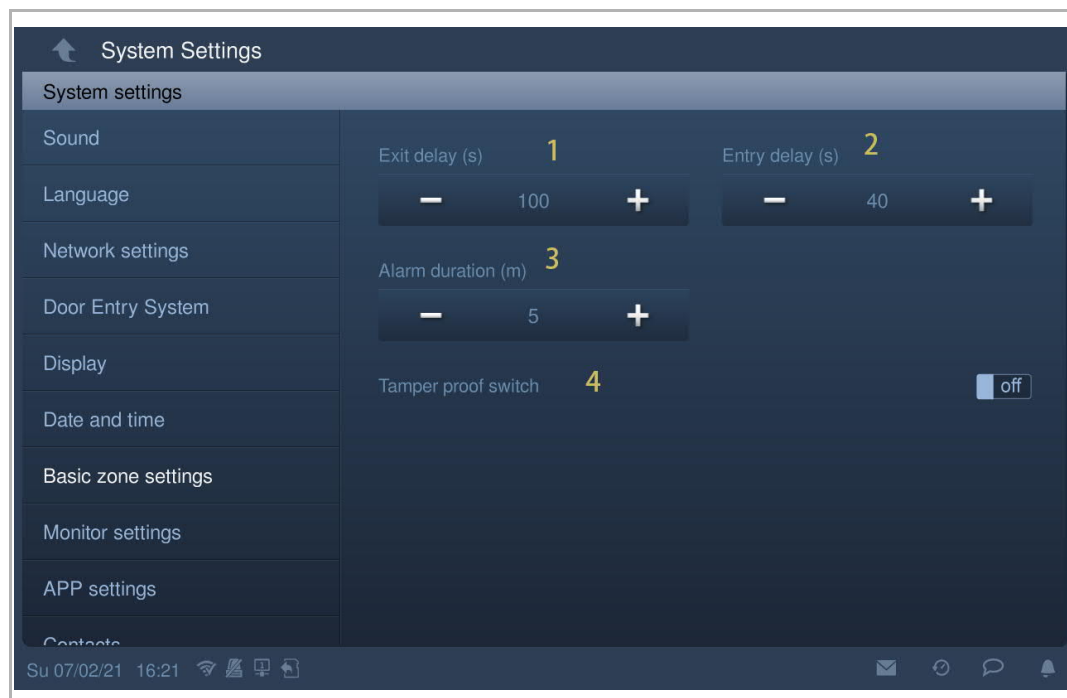 System Settings
System settings
Sound
Language
Network settings
Door Entry System
Display
Date and time
Basic zone settings
Monitor settings
APP settings
Contacts
Exit delay (s) 1
Entry delay (s) 2
100
40
Alarm duration (m) 3
5
Tamper proof switch 4
off
Su 07/02/21 16:21